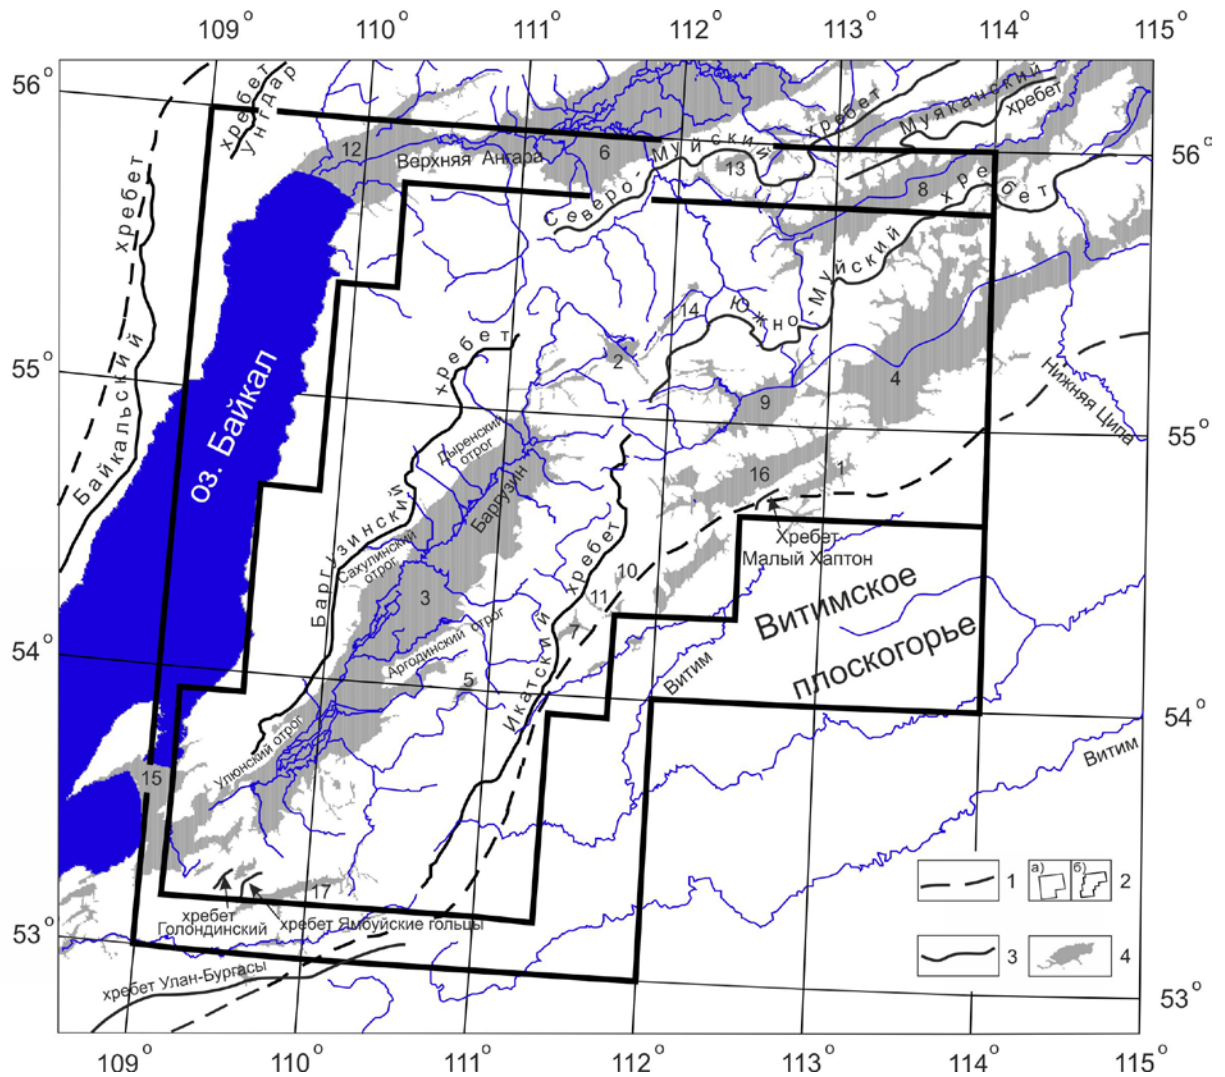 109° 110° 111° 112° 113° 114° 115°
56°
55°
54°
53°
56°
55°
54°
53°
109° 110° 111° 112° 113° 114° 115°
хребет
Унгдар
Байкальский хребет
12
Верхняя Ангара
6
Северо-Муйский хребет
13
Муяканский
хребет
8
Южно-Муйский хребет
14
2
4
9
16
1
Нижняя Ципа
оз. Байкал
Баргузинский хребет
Дыренский
отрог
Баргузин
Сахулинский
отрог
3
Аргодинский отрог
5
Икатский хребет
10
11
7
Хребет
Малый Хаптон
Витимское
плоскогорье
Витим
Витим
Улюнский отрог
15
17
хребет
Голондинский
хребет Ямбуйские гольцы
хребет Улан-Бургасы
1
а) б) 2
3
4